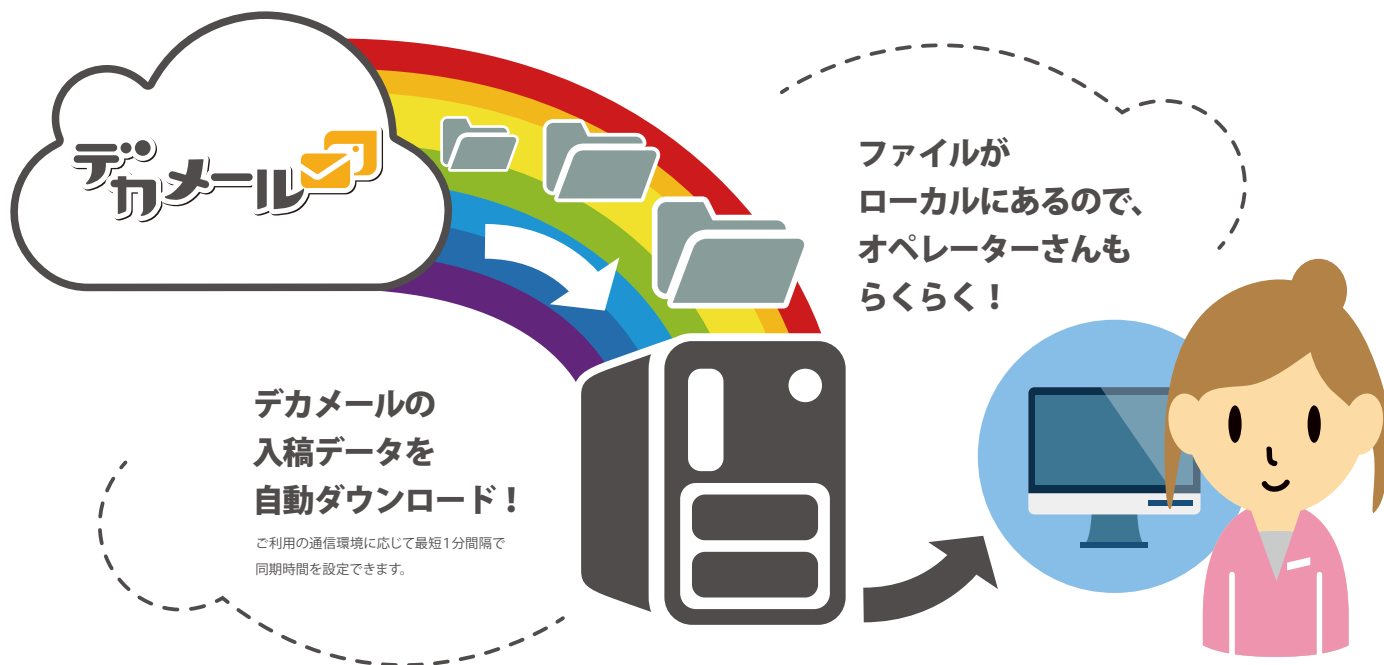 デカメール
ファイルが
ローカルにあるので、
オペレーターさんも
らくらく！
デカメールの
入稿データを
自動ダウンロード！
ご利用の通信環境に応じて最短1分間隔で
同期時間を設定できます。